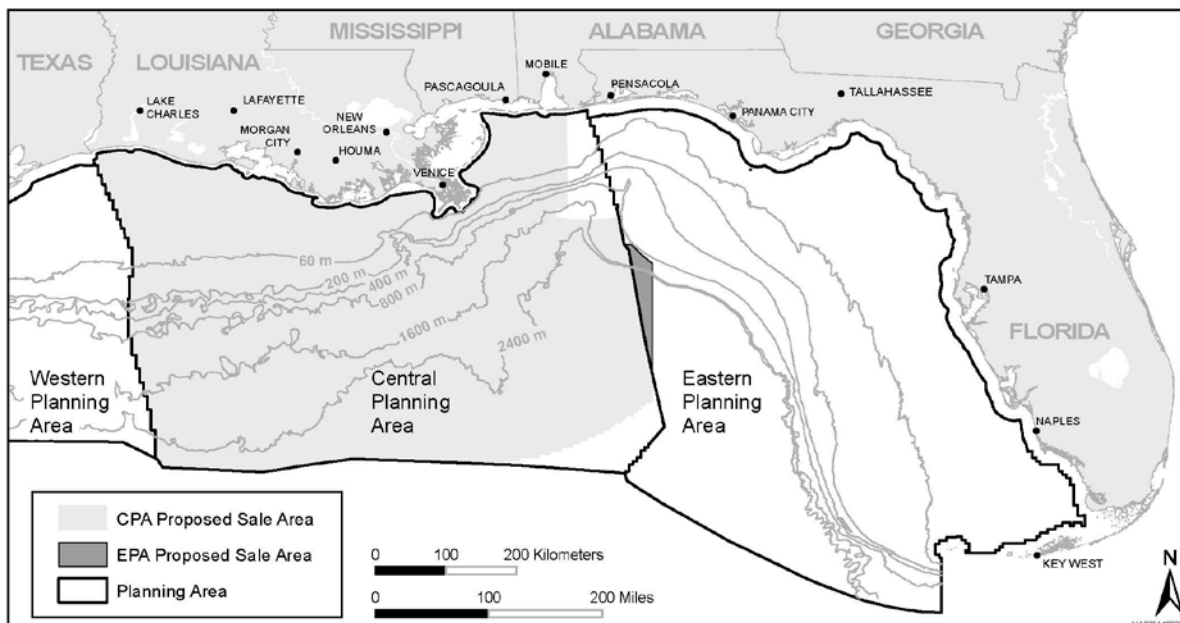 MISSISSIPPI
ALABAMA
GEORGIA
TEXAS
LOUISIANA
MOBILE
PENSACOLA
PASCAGOULA
TALLAHASSEE
LAKE
CHARLES
LAFAYETTE
PANAMA CITY
NEW
ORLEANS
MORGAN
CITY
HOUMA
VENICE
60 m
200 m
400 m
800 m
1600 m
2400 m
TAMPA
FLORIDA
Western
Planning
Area
Central
Planning
Area
Eastern
Planning
Area
NAPLES
KEY WEST
CPA Proposed Sale Area
EPA Proposed Sale Area
Planning Area
0 100 200 Kilometers
0 100 200 Miles
N